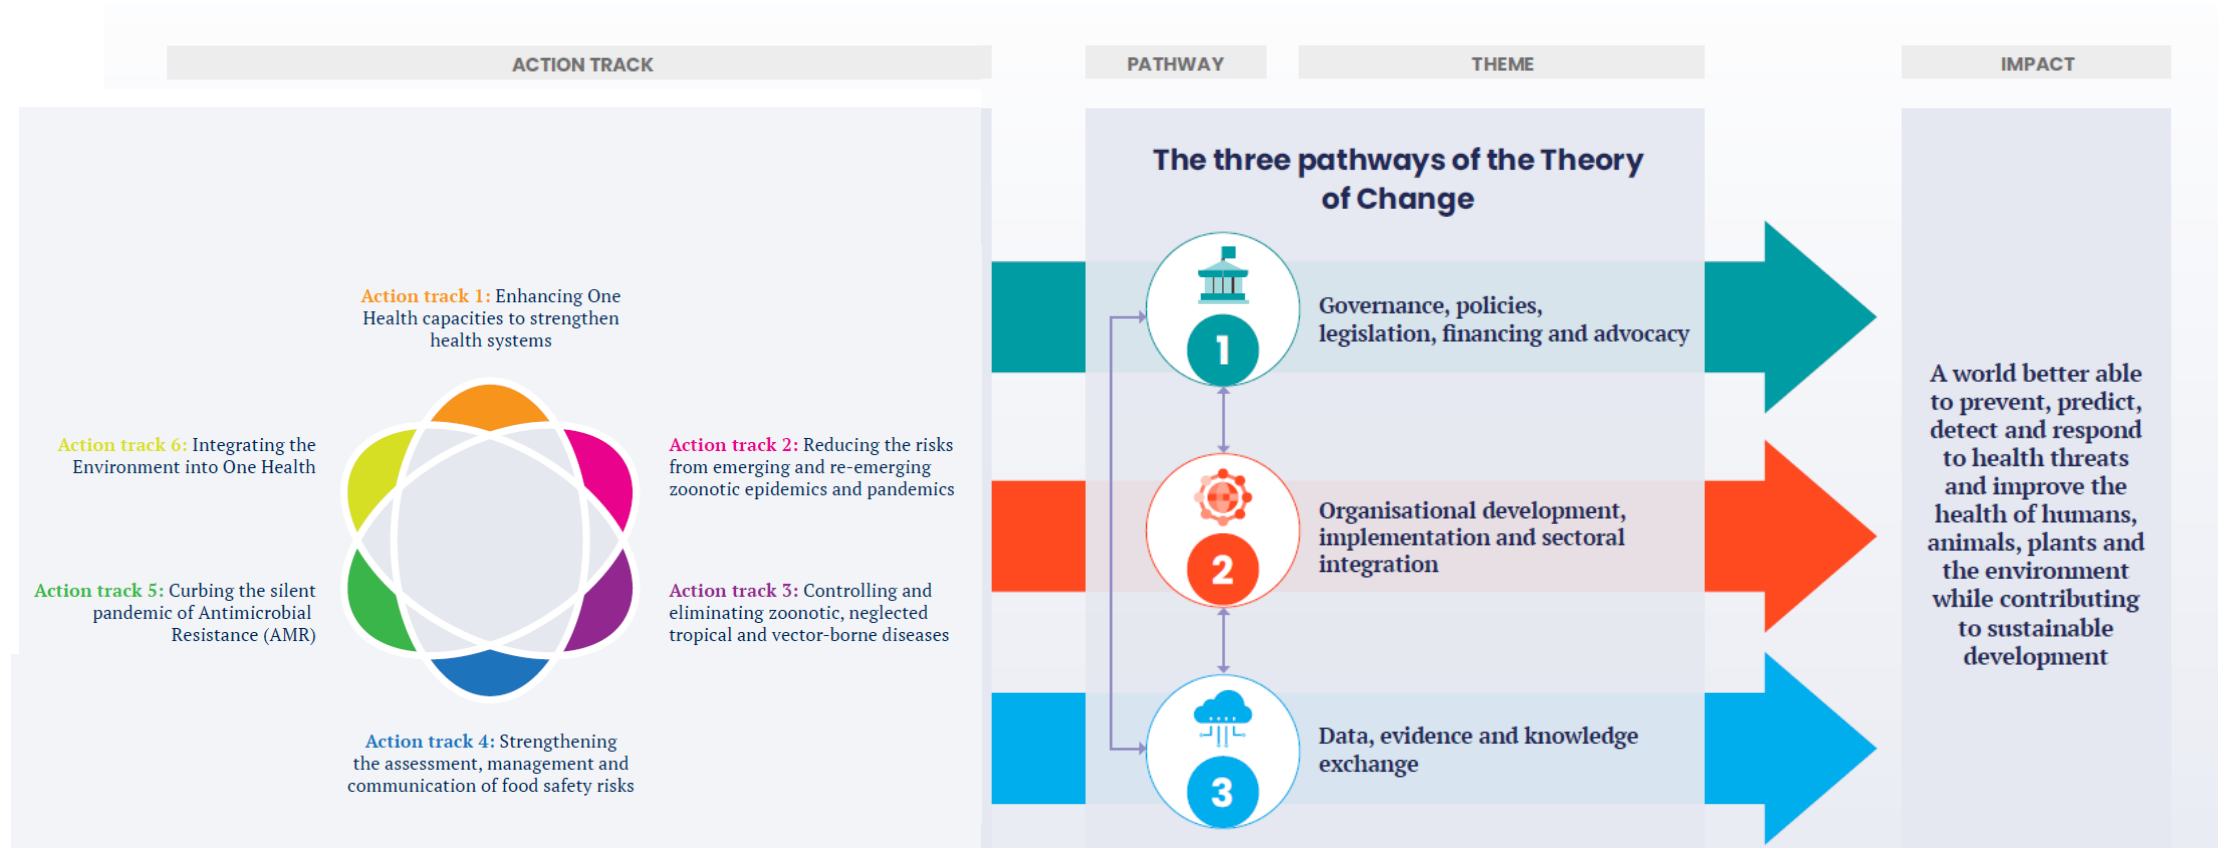 ACTION TRACK
PATHWAY
THEME
IMPACT
Action track 1: Enhancing One
Health capacities to strengthen
health systems
Action track 6: Integrating the
Environment into One Health
Action track 2: Reducing the risks
from emerging and re-emerging
zoonotic epidemics and pandemics
Action track 5: Curbing the silent
pandemic of Antimicrobial
Resistance (AMR)
Action track 3: Controlling and
eliminating zoonotic, neglected
tropical and vector-borne diseases
Action track 4: Strengthening
the assessment, management and
communication of food safety risks
The three pathways of the Theory
of Change
1
Governance, policies,
legislation, financing and advocacy
2
Organisational development,
implementation and sectoral
integration
3
Data, evidence and knowledge
exchange
A world better able
to prevent, predict,
detect and respond
to health threats
and improve the
health of humans,
animals, plants and
the environment
while contributing
to sustainable
development